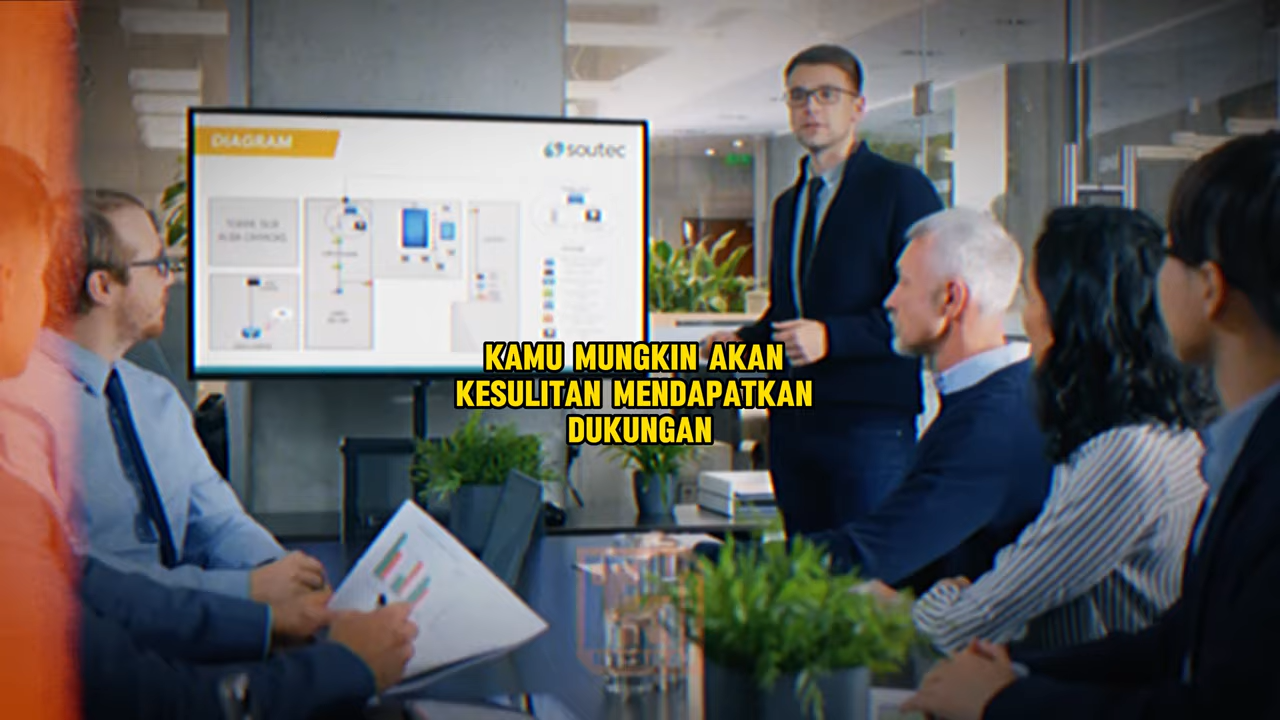 DIAGRAM
soutec
KAMU MUNGKIN AKAN
KESULITAN MENDAPATKAN
DUKUNGAN